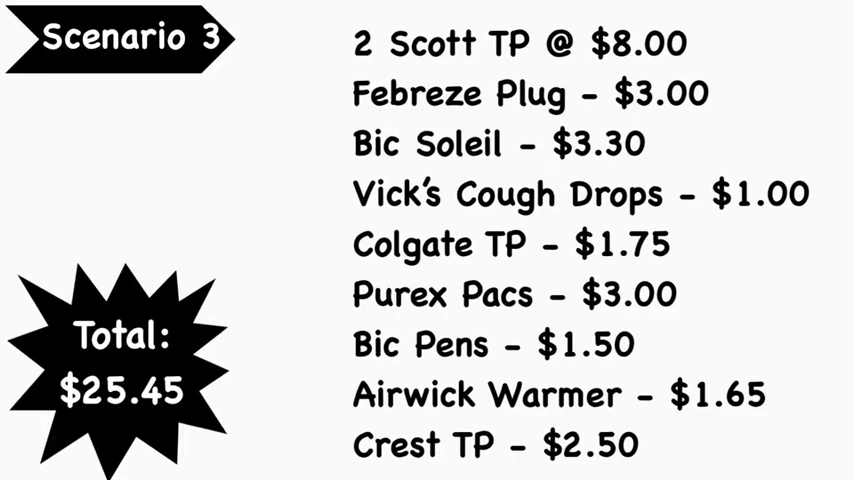 Scenario 3
2 Scott TP @ $8.00
Febreze Plug - $3.00
Bic Soleil - $3.30
Vick's Cough Drops - $1.00
Colgate TP - $1.75
Purex Pacs - $3.00
Bic Pens - $1.50
Airwick Warmer - $1.65
Crest TP - $2.50
Total:
$25.45